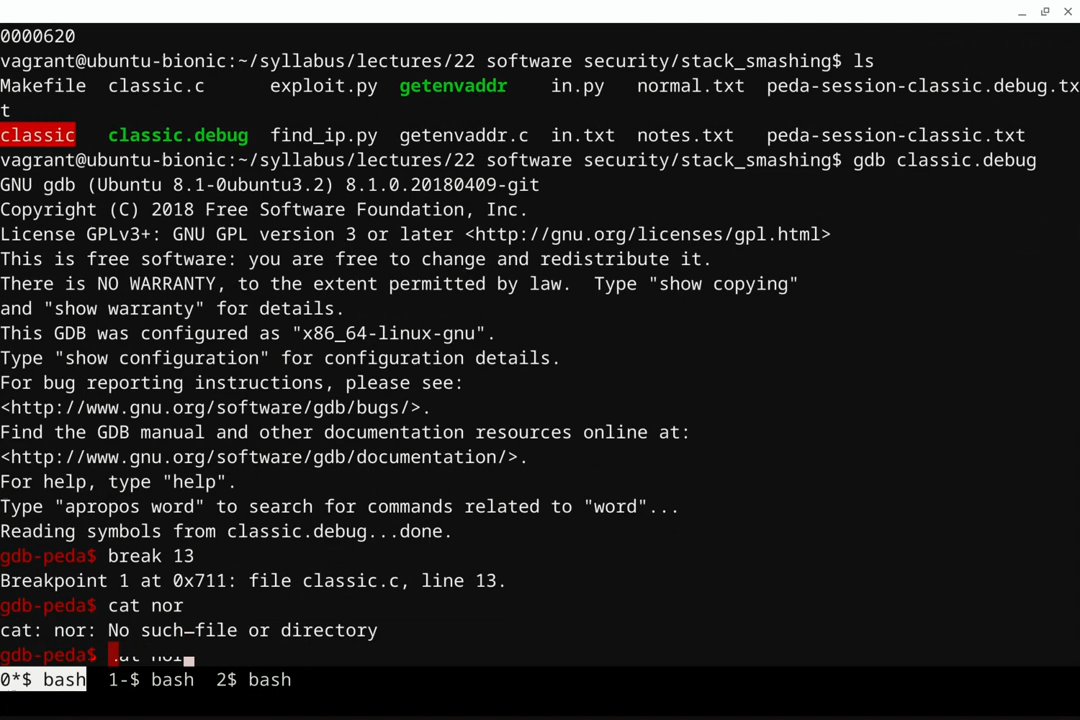 0000620
vagrant@ubuntu-bionic:~/syllabus/lectures/22 software security/stack_smashing$ ls
Makefile  classic.c      exploit.py  getenvaddr    in.py   normal.txt  peda-session-classic.debug.tx
t
classic   classic.debug  find_ip.py  getenvaddr.c  in.txt  notes.txt   peda-session-classic.txt
vagrant@ubuntu-bionic:~/syllabus/lectures/22 software security/stack_smashing$ gdb classic.debug
GNU gdb (Ubuntu 8.1-0ubuntu3.2) 8.1.0.20180409-git
Copyright (C) 2018 Free Software Foundation, Inc.
License GPLv3+: GNU GPL version 3 or later <http://gnu.org/licenses/gpl.html>
This is free software: you are free to change and redistribute it.
There is NO WARRANTY, to the extent permitted by law.  Type "show copying"
and "show warranty" for details.
This GDB was configured as "x86_64-linux-gnu".
Type "show configuration" for configuration details.
For bug reporting instructions, please see:
<http://www.gnu.org/software/gdb/bugs/>.
Find the GDB manual and other documentation resources online at:
<http://www.gnu.org/software/gdb/documentation/>.
For help, type "help".
Type "apropos word" to search for commands related to "word"...
Reading symbols from classic.debug...done.
gdb-peda$ break 13
Breakpoint 1 at 0x711: file classic.c, line 13.
gdb-peda$ cat nor
cat: nor: No such file or directory
gdb-peda$
0*$ bash  1-$ bash  2$ bash